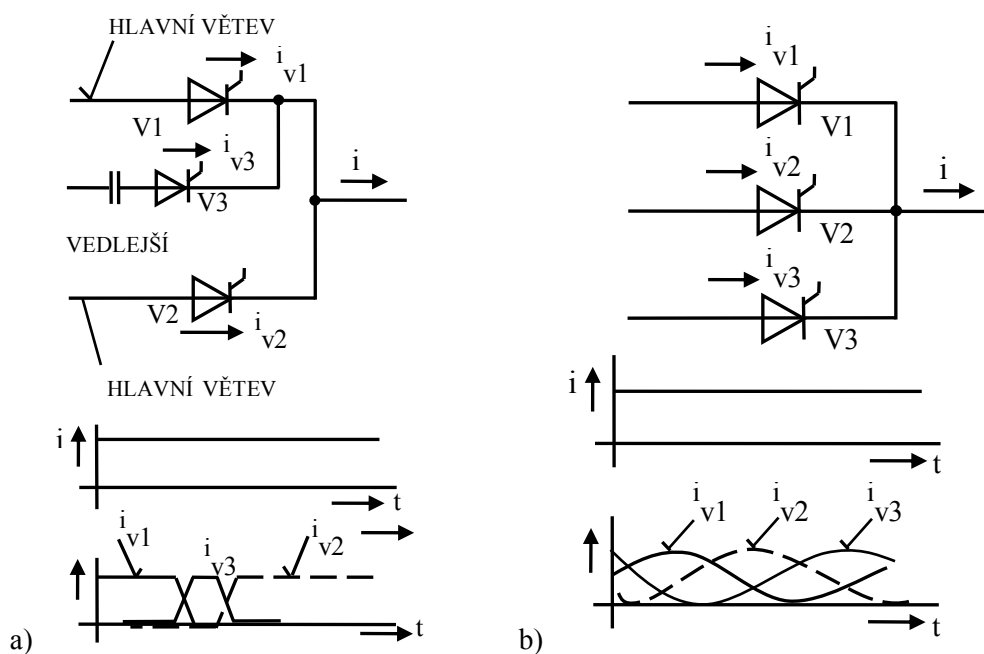 HLAVNÍ VĚTEV
i v1
V1
i v3
V3
i
VEDLEJŠÍ
V2
i v2
HLAVNÍ VĚTEV
i
t
i v1
i v3
i v2
t
a)
i v1
V1
i v2
V2
i
i v3
V3
i
t
i v1
i v2
i v3
t
b)